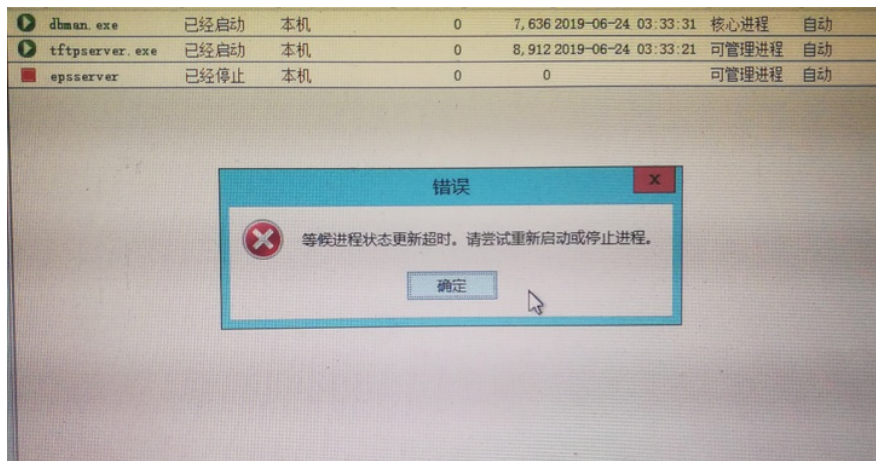 dbman.exe 已经启动 本机 0 7,636 2019-06-24 03:33:31 核心进程 自动
tftpserver.exe 已经启动 本机 0 8,912 2019-06-24 03:33:21 可管理进程 自动
epsserver 已经停止 本机 0 0 可管理进程 自动
错误
x
等候进程状态更新超时。请尝试重新启动或停止进程。
确定